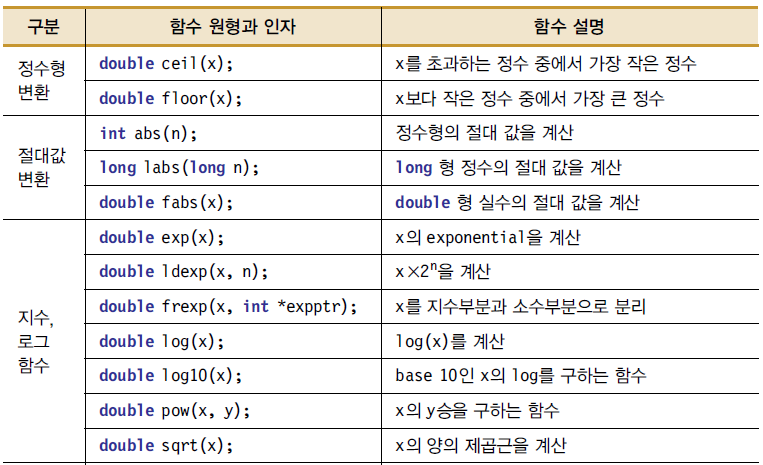 구분 함수 원형과 인자 함수 설명
정수형 변환 double ceil(x); x를 초과하는 정수 중에서 가장 작은 정수
double floor(x); x보다 작은 정수 중에서 가장 큰 정수
절대값 변환 int abs(n); 정수형의 절대 값을 계산
long labs(long n); long 형 정수의 절대 값을 계산
double fabs(x); double 형 실수의 절대 값을 계산
지수, 로그 함수 double exp(x); x의 exponential을 계산
double ldexp(x, n); x×2ⁿ을 계산
double frexp(x, int *expptr); x를 지수부분과 소수부분으로 분리
double log(x); log(x)를 계산
double log10(x); base 10인 x의 log를 구하는 함수
double pow(x, y); x의 y승을 구하는 함수
double sqrt(x); x의 양의 제곱근을 계산